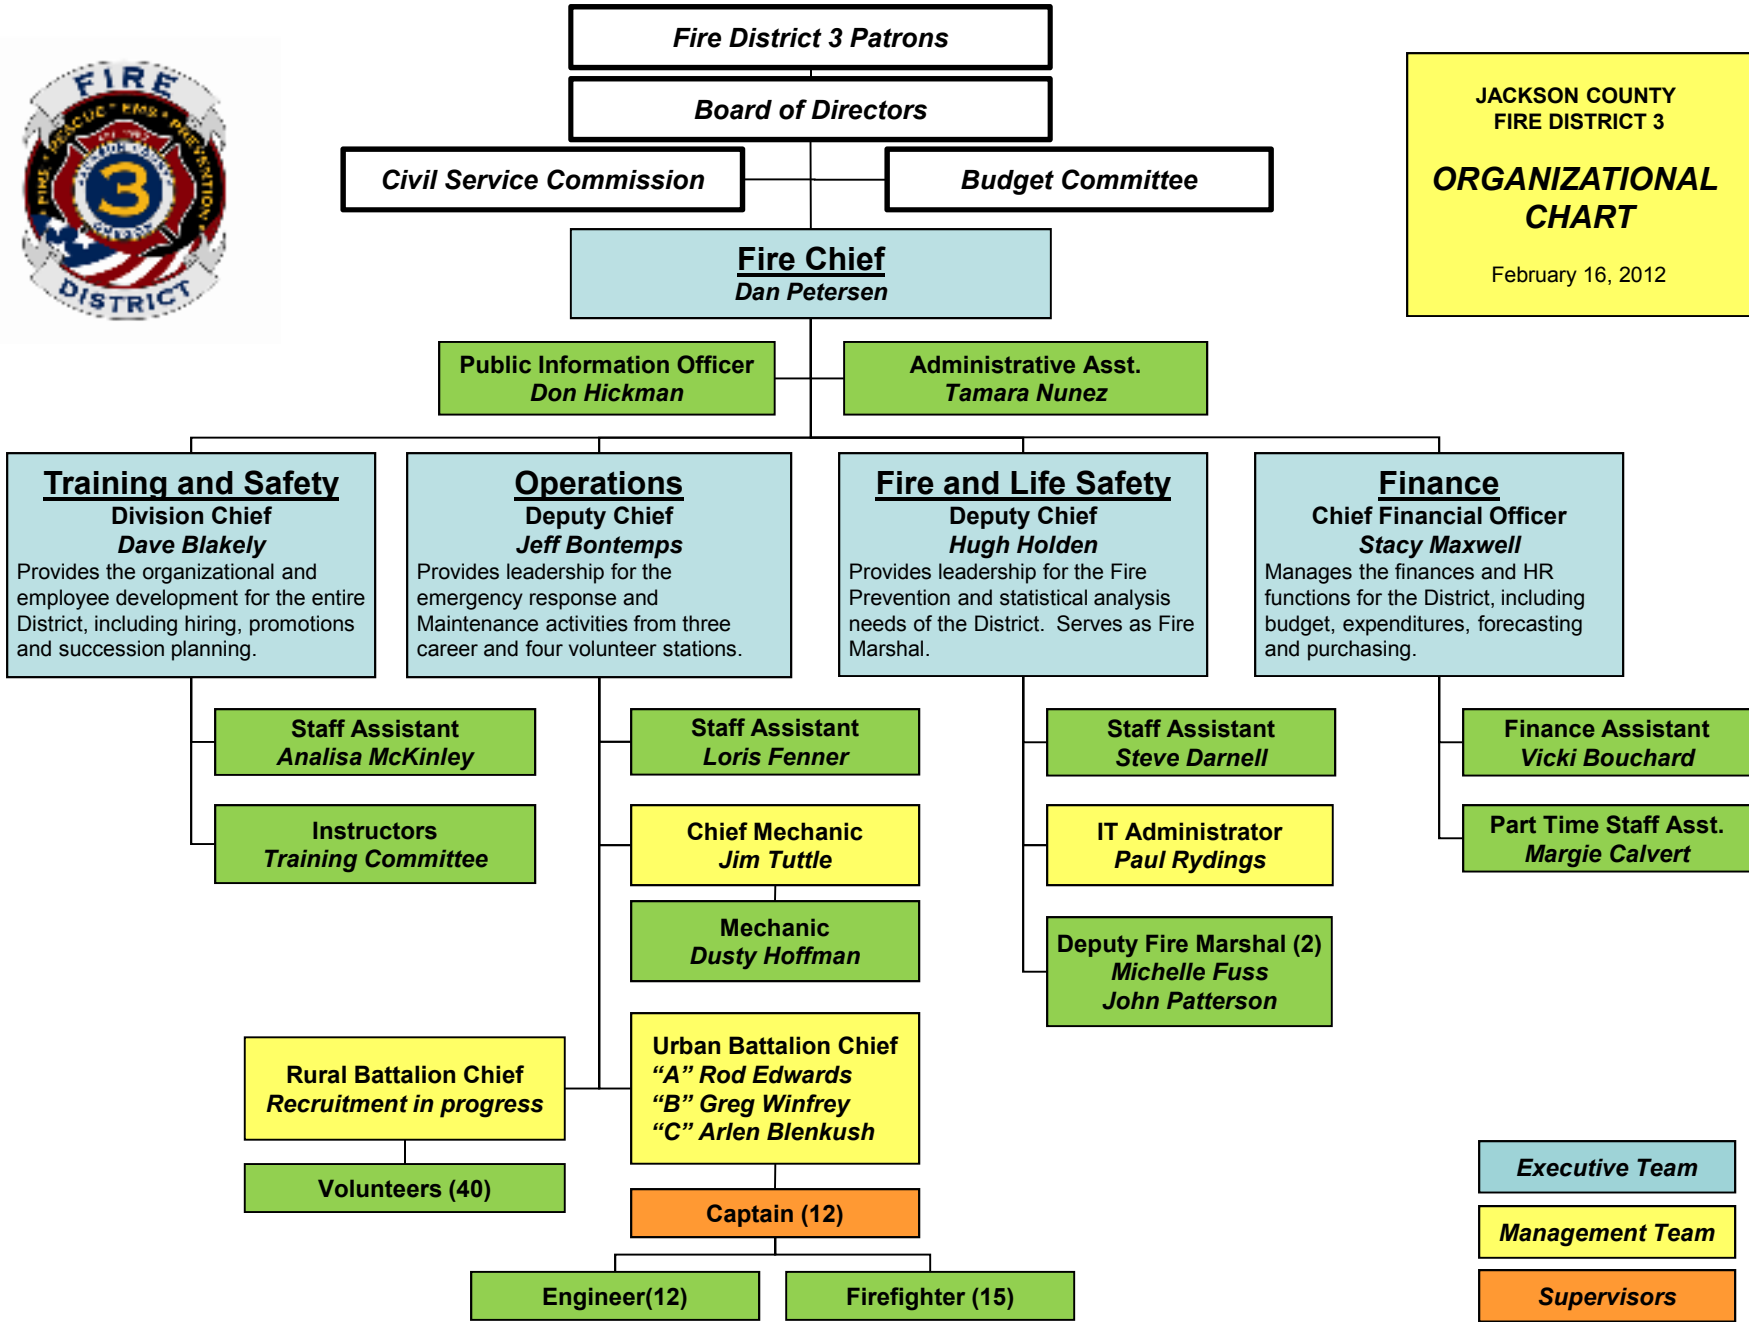 Fire District 3 Patrons
Board of Directors
Civil Service Commission
Budget Committee
FIRE
FIRE * RESCUE * EMS * PREVENTION
3
DISTRICT
JACKSON COUNTY
FIRE DISTRICT 3
ORGANIZATIONAL
CHART
February 16, 2012
Fire Chief
Dan Petersen
Public Information Officer
Don Hickman
Administrative Asst.
Tamara Nunez
Training and Safety
Division Chief
Dave Blakely
Provides the organizational and
employee development for the entire
District, including hiring, promotions
and succession planning.
Operations
Deputy Chief
Jeff Bontemps
Provides leadership for the
emergency response and
Maintenance activities from three
career and four volunteer stations.
Fire and Life Safety
Deputy Chief
Hugh Holden
Provides leadership for the Fire
Prevention and statistical analysis
needs of the District.  Serves as Fire
Marshal.
Finance
Chief Financial Officer
Stacy Maxwell
Manages the finances and HR
functions for the District, including
budget, expenditures, forecasting
and purchasing.
Staff Assistant
Analisa McKinley
Instructors
Training Committee
Staff Assistant
Loris Fenner
Chief Mechanic
Jim Tuttle
Mechanic
Dusty Hoffman
Rural Battalion Chief
Recruitment in progress
Volunteers (40)
Urban Battalion Chief
“A” Rod Edwards
“B” Greg Winfrey
“C” Arlen Blenkush
Captain (12)
Engineer(12)
Firefighter (15)
Staff Assistant
Steve Darnell
IT Administrator
Paul Rydings
Deputy Fire Marshal (2)
Michelle Fuss
John Patterson
Finance Assistant
Vicki Bouchard
Part Time Staff Asst.
Margie Calvert
Executive Team
Management Team
Supervisors